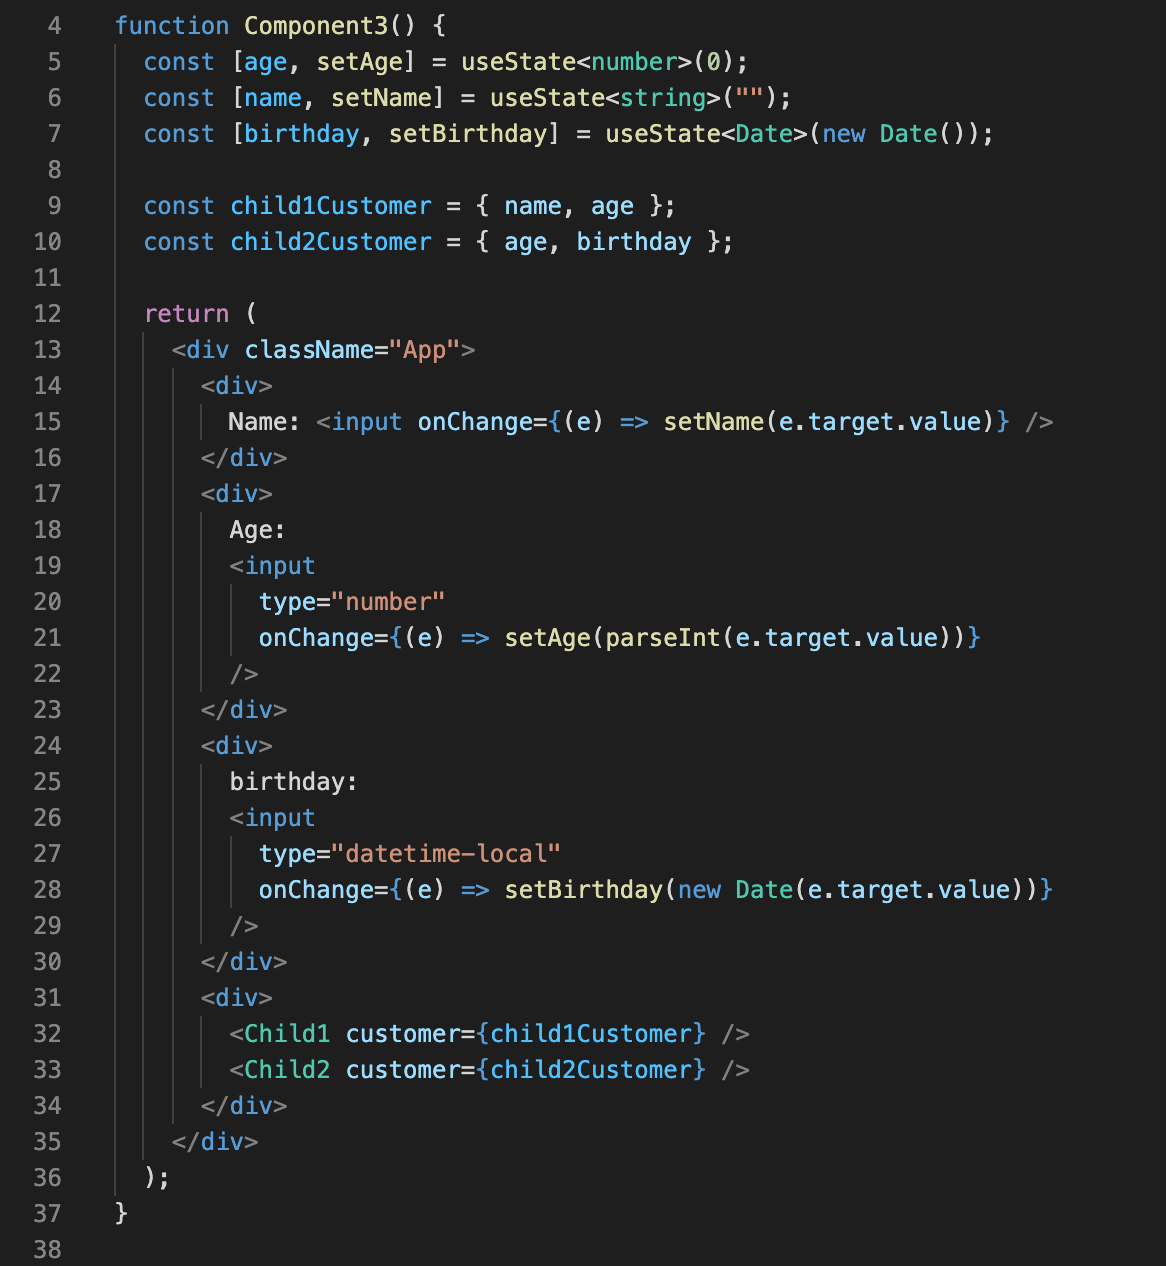 4 function Component3() {
5 const [age, setAge] = useState<number>(0);
6 const [name, setName] = useState<string>("");
7 const [birthday, setBirthday] = useState<Date>(new Date());
8
9 const child1Customer = { name, age };
10 const child2Customer = { age, birthday };
11
12 return (
13 <div className="App">
14 <div>
15 Name: <input onChange={(e) => setName(e.target.value)} />
16 </div>
17 <div>
18 Age:
19 <input
20 type="number"
21 onChange={(e) => setAge(parseInt(e.target.value))}
22 />
23 </div>
24 <div>
25 birthday:
26 <input
27 type="datetime-local"
28 onChange={(e) => setBirthday(new Date(e.target.value))}
29 />
30 </div>
31 <div>
32 <Child1 customer={child1Customer} />
33 <Child2 customer={child2Customer} />
34 </div>
35 </div>
36 );
37 }
38